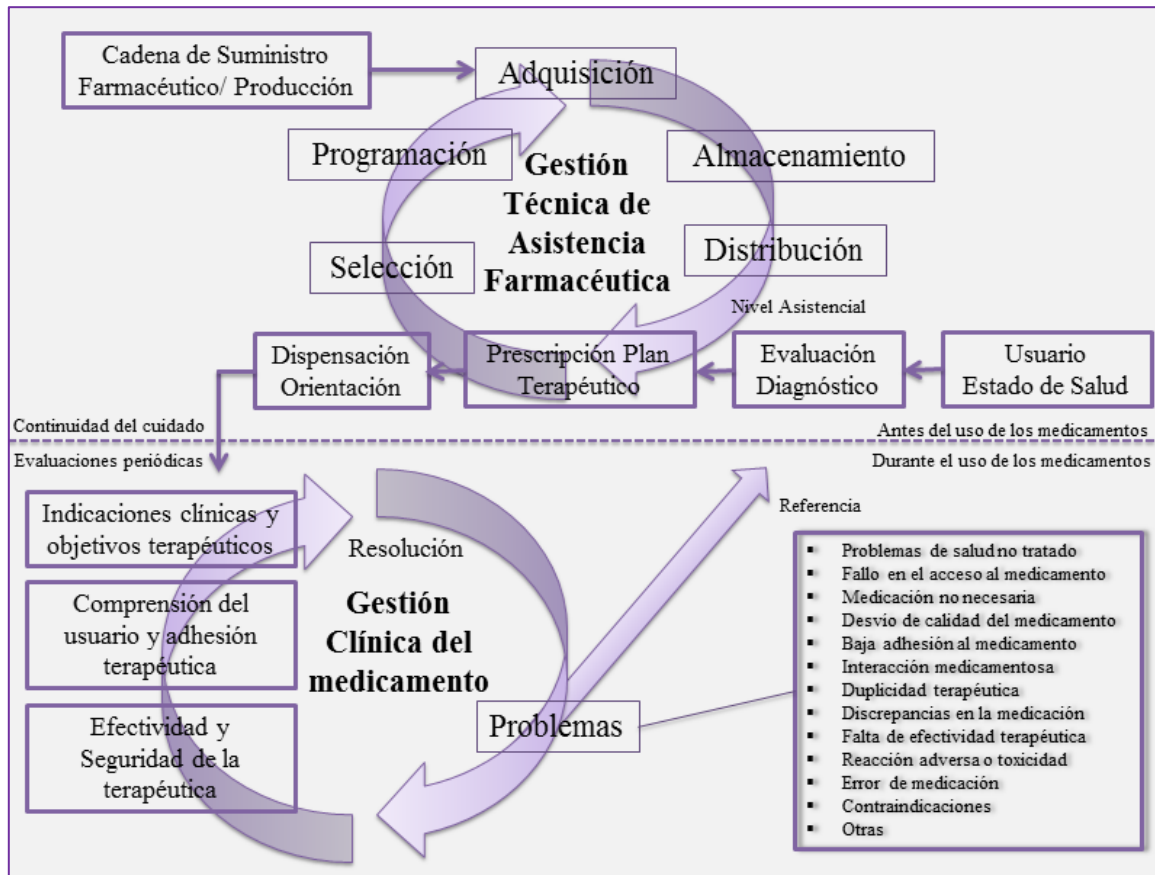 Cadena de Suministro
Farmacéutico/ Producción
Adquisición
Programación
Almacenamiento
Gestión
Técnica de
Asistencia
Farmacéutica
Selección
Distribución
Nivel Asistencial
Dispensación
Orientación
Prescripción Plan
Terapéutico
Evaluación
Diagnóstico
Usuario
Estado de Salud
Continuidad del cuidado
Antes del uso de los medicamentos
Evaluaciones periódicas
Durante el uso de los medicamentos
Indicaciones clínicas y
objetivos terapéuticos
Resolución
Referencia
Comprensión del
usuario y adhesión
terapéutica
Gestión
Clínica del
medicamento
Efectividad y
Seguridad de la
terapéutica
Problemas
▪ Problemas de salud no tratado
▪ Fallo en el acceso al medicamento
▪ Medicación no necesaria
▪ Desvío de calidad del medicamento
▪ Baja adhesión al medicamento
▪ Interacción medicamentosa
▪ Duplicidad terapéutica
▪ Discrepancias en la medicación
▪ Falta de efectividad terapéutica
▪ Reacción adversa o toxicidad
▪ Error de medicación
▪ Contraindicaciones
▪ Otras